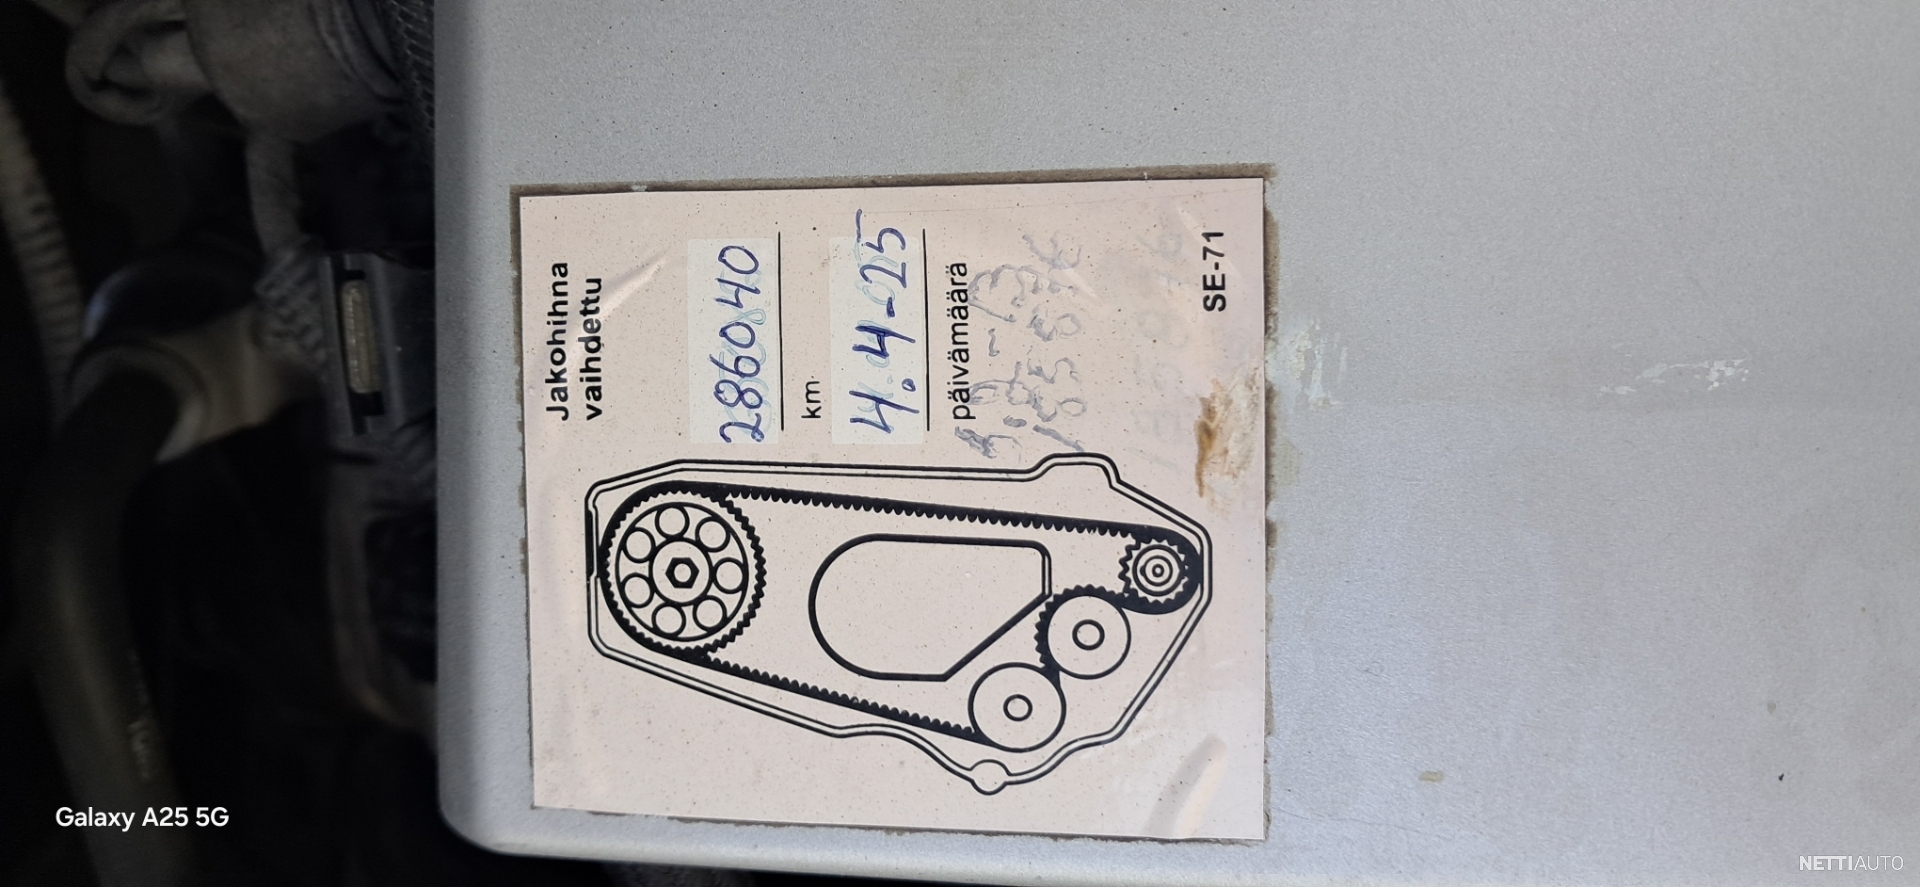 Jakohihna
vaihdettu
286040
km
4.4-25
päivämäärä
SE-71
Galaxy A25 5G
NETTIAUTO